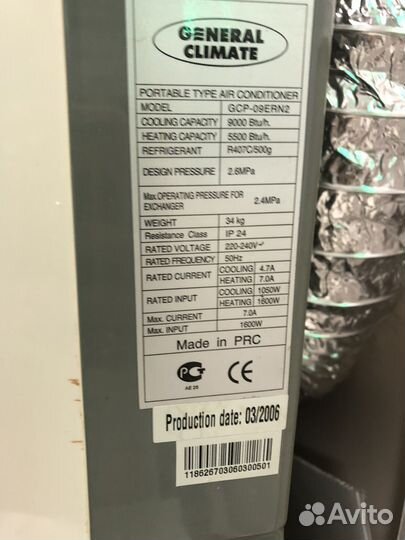 GENERAL
CLIMATE
PORTABLE TYPE AIR CONDITIONER
MODEL GCP-09ERN2
COOLING CAPACITY 9000 Btu/h.
HEATING CAPACITY 5500 Btu/h.
REFRIGERANT R407C/500g
DESIGN PRESSURE 2.6MPa
Max.OPERATING PRESSURE FOR
EXCHANGER 2.4MPa
WEIGHT 34 kg
Resistance Class IP 24
RATED VOLTAGE 220-240V~
RATED FREQUENCY 50Hz
RATED CURRENT COOLING 4.7A
HEATING 7.0A
RATED INPUT COOLING 1050W
HEATING 1600W
Max. CURRENT 7.0A
Max. INPUT 1600W
Made in PRC
AE 25
CE
Production date: 03/2006
118626703060300501
Avito